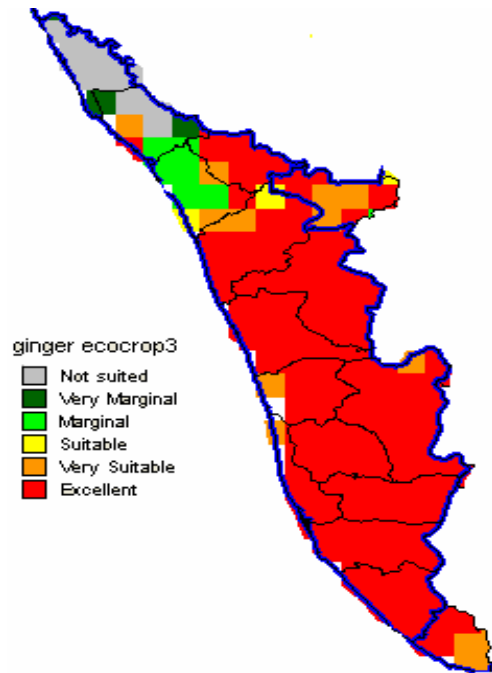 ginger ecocrop3
Not suited
Very Marginal
Marginal
Suitable
Very Suitable
Excellent